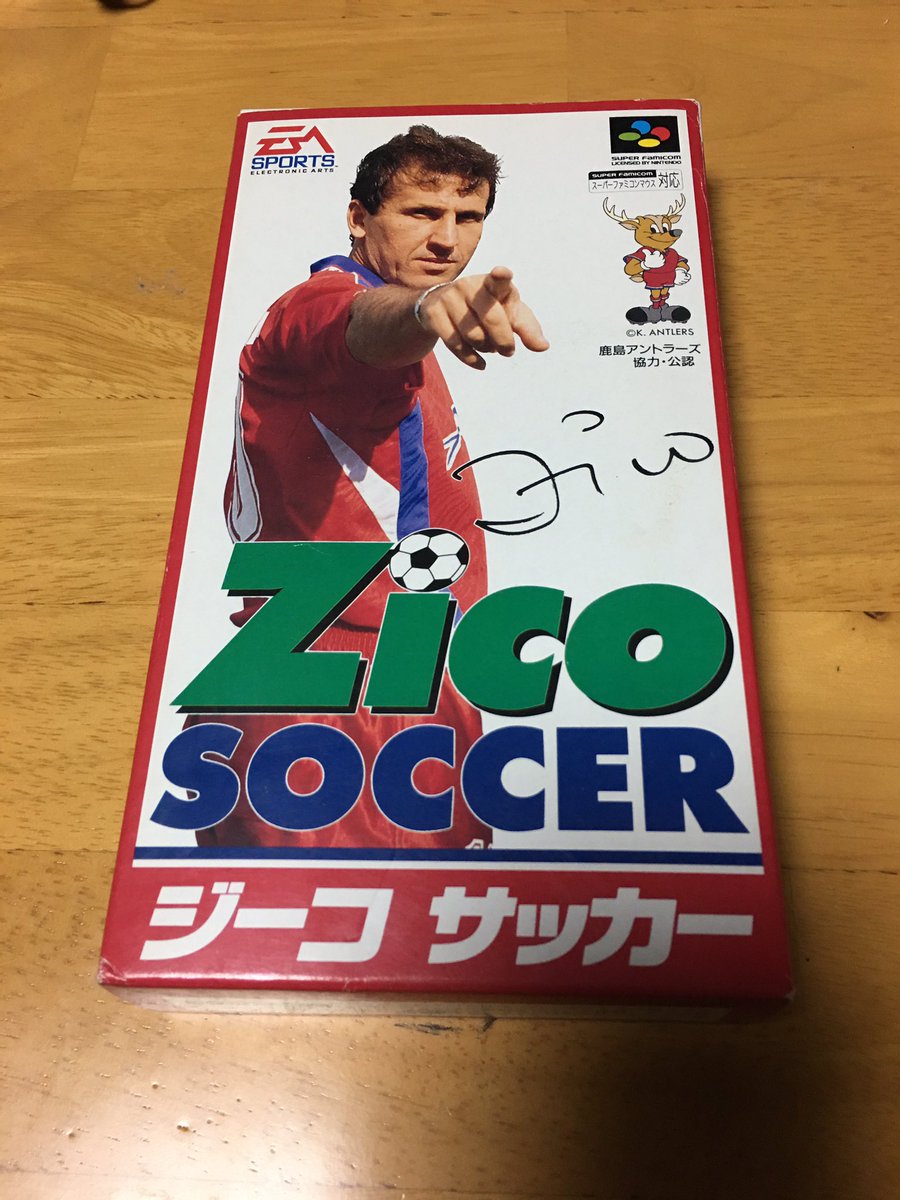 EA
SPORTS
ELECTRONIC ARTS
SUPER FAMICOM
LICENSED BY NINTENDO
SUPER FAMICOM
スーパーファミコンマウス 対応
©K. ANTLERS
鹿島アントラーズ
協力・公認
Zico
Zico
SOCCER
ジーコ サッカー